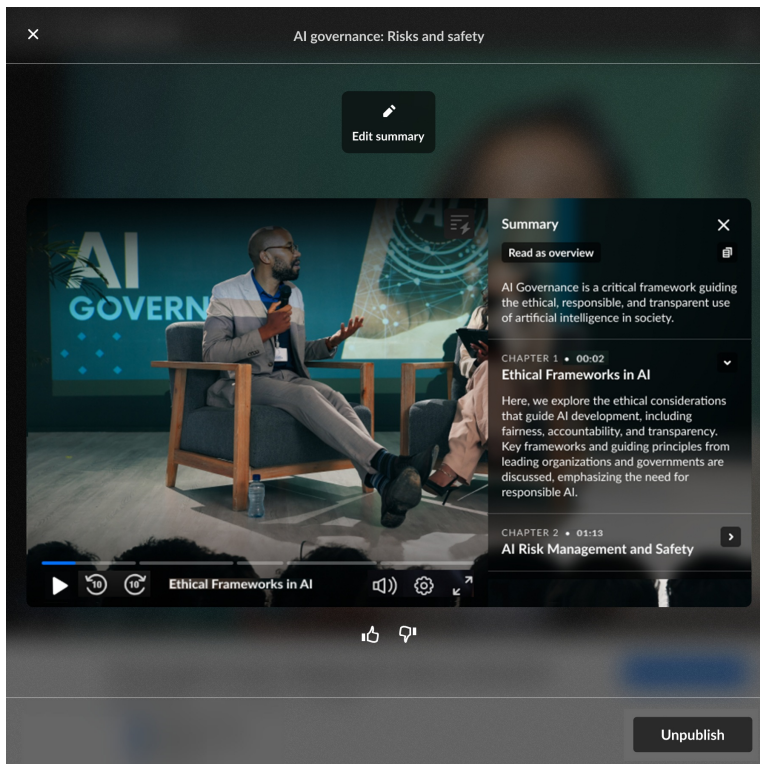 AI governance: Risks and safety
Edit summary
AI
GOVERN
AI
Summary
Read as overview
AI Governance is a critical framework guiding
the ethical, responsible, and transparent use
of artificial intelligence in society.
CHAPTER 1 • 00:02
Ethical Frameworks in AI
Here, we explore the ethical considerations
that guide AI development, including
fairness, accountability, and transparency.
Key frameworks and guiding principles from
leading organizations and governments are
discussed, emphasizing the need for
responsible AI.
CHAPTER 2 • 01:13
AI Risk Management and Safety
10
10
Ethical Frameworks in AI
Unpublish